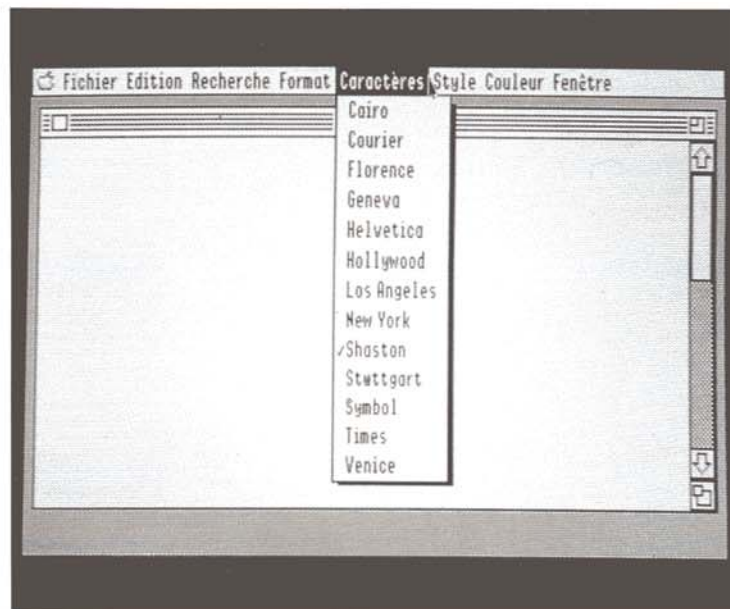 Fichier Edition Recherche Format Caractères Style Couleur Fenêtre
Cairo
Courier
Florence
Geneva
Helvetica
Hollywood
Los Angeles
New York
✓Shaston
Stuttgart
Symbol
Times
Venice